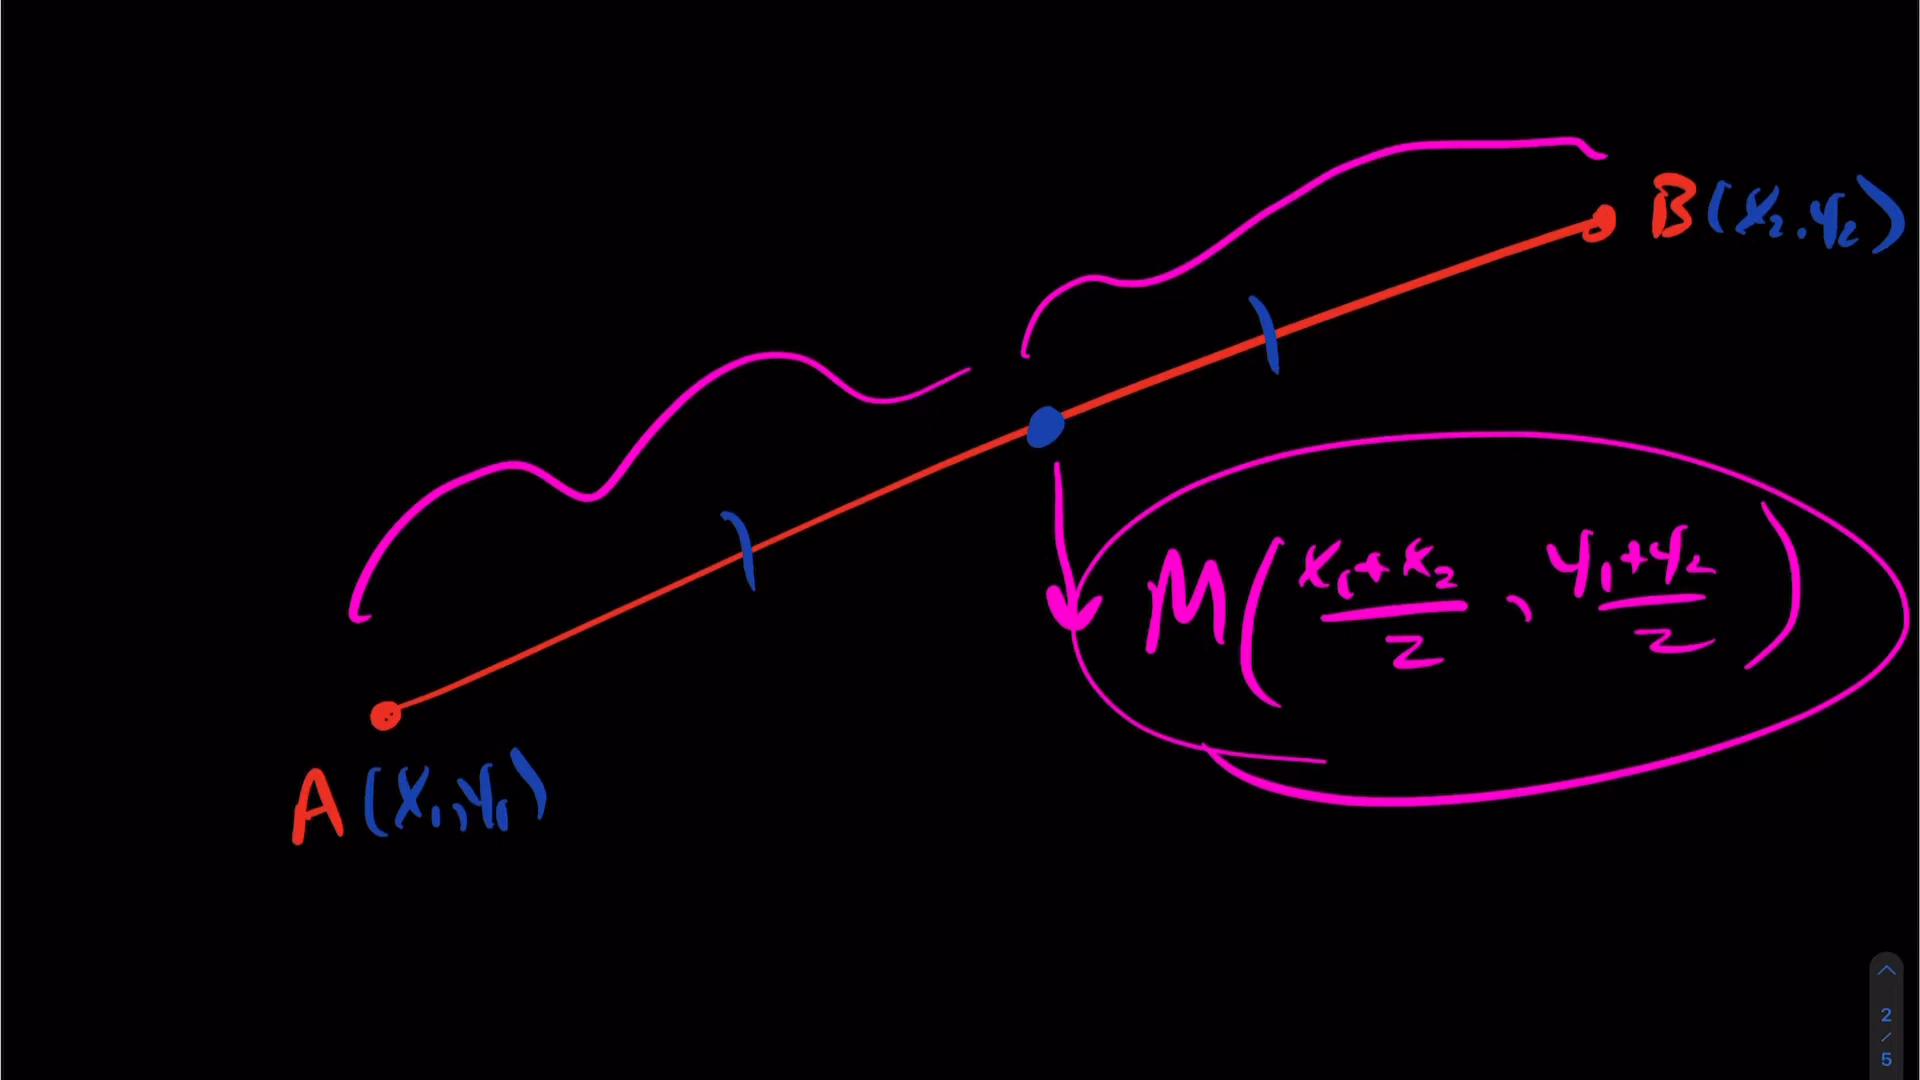 B(x₂,y₂)
M(x₁+x₂/2, y₁+y₂/2)
A(x₁,y₁)
2
/
5